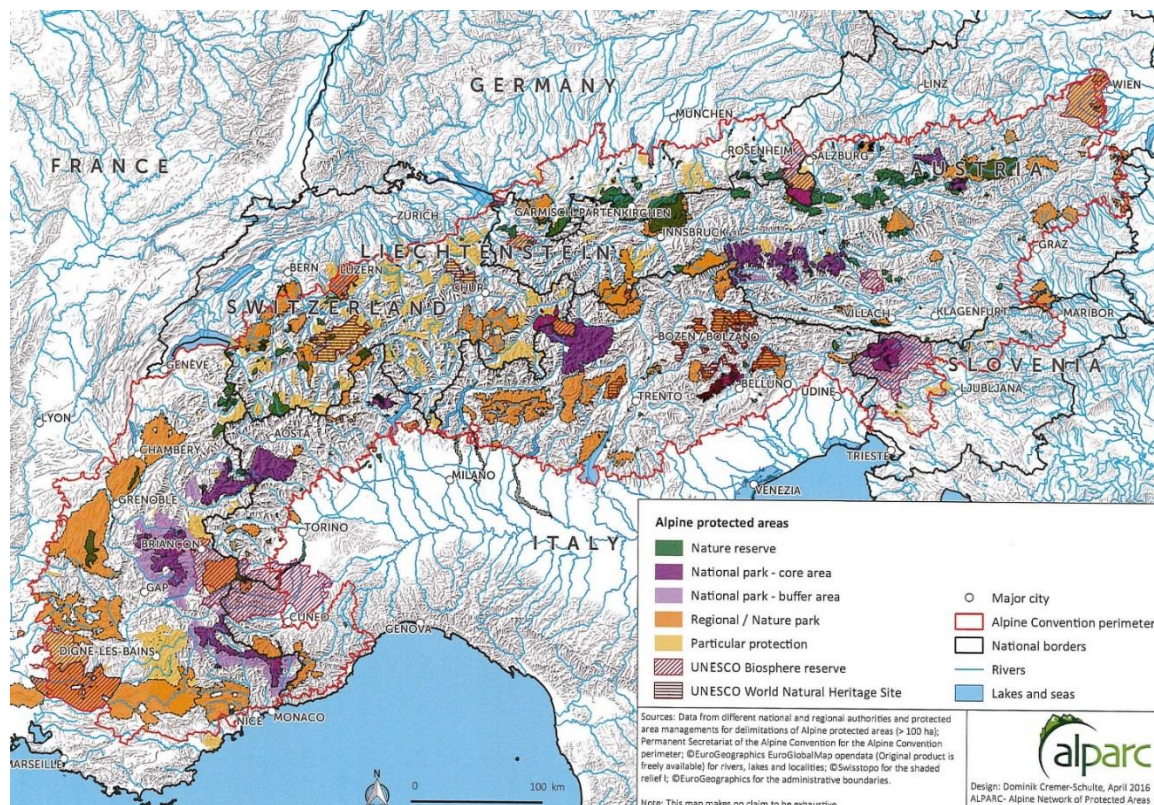 GERMANY
FRANCE
AUSTRIA
LIECHTENSTEIN
SWITZERLAND
SLOVENIA
ITALY
LINZ
WIEN
MÜNCHEN
ROSENHEIM
SALZBURG
GARMISCH-PARTENKIRCHEN
ZÜRICH
INNSBRUCK
GRAZ
BERN
LUZERN
CHUR
VILLACH
KLAGENFURT
MARIBOR
BOZEN / BOLZANO
GENÈVE
BELLUNO
LJUBLJANA
TRENTO
UDINE
LYON
AOSTA
CHAMBERY
TRIESTE
MILANO
VENEZIA
GRENOBLE
TORINO
BRIANÇON
GAP
CUNEO
GENOVA
DIGNE-LES-BAINS
NICE
MONACO
MARSEILLE
N
0
100 km
Alpine protected areas
Nature reserve
National park - core area
National park - buffer area
Regional / Nature park
Particular protection
UNESCO Biosphere reserve
UNESCO World Natural Heritage Site
Major city
Alpine Convention perimeter
National borders
Rivers
Lakes and seas
Sources: Data from different national and regional authorities and protected
area managements for delimitations of Alpine protected areas (> 100 ha);
Permanent Secretariat of the Alpine Convention for the Alpine Convention
perimeter; ©EuroGeographics EuroGlobalMap opendata (Original product is
freely available) for rivers, lakes and localities; ©Swisstopo for the shaded
relief I; ©EuroGeographics for the administrative boundaries.
Note: This map makes no claim to be exhaustive.
alparc
Design: Dominik Cremer-Schulte, April 2016
ALPARC- Alpine Network of Protected Areas